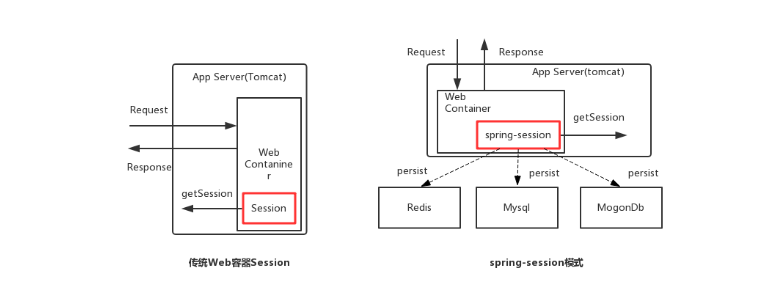 App Server(Tomcat)
Request
Response
Web
Contanine
r
getSession
Session
传统Web容器Session
Request
Response
App Server(tomcat)
Web
Container
spring-session
getSession
persist
persist
persist
Redis
Mysql
MogonDb
spring-session模式